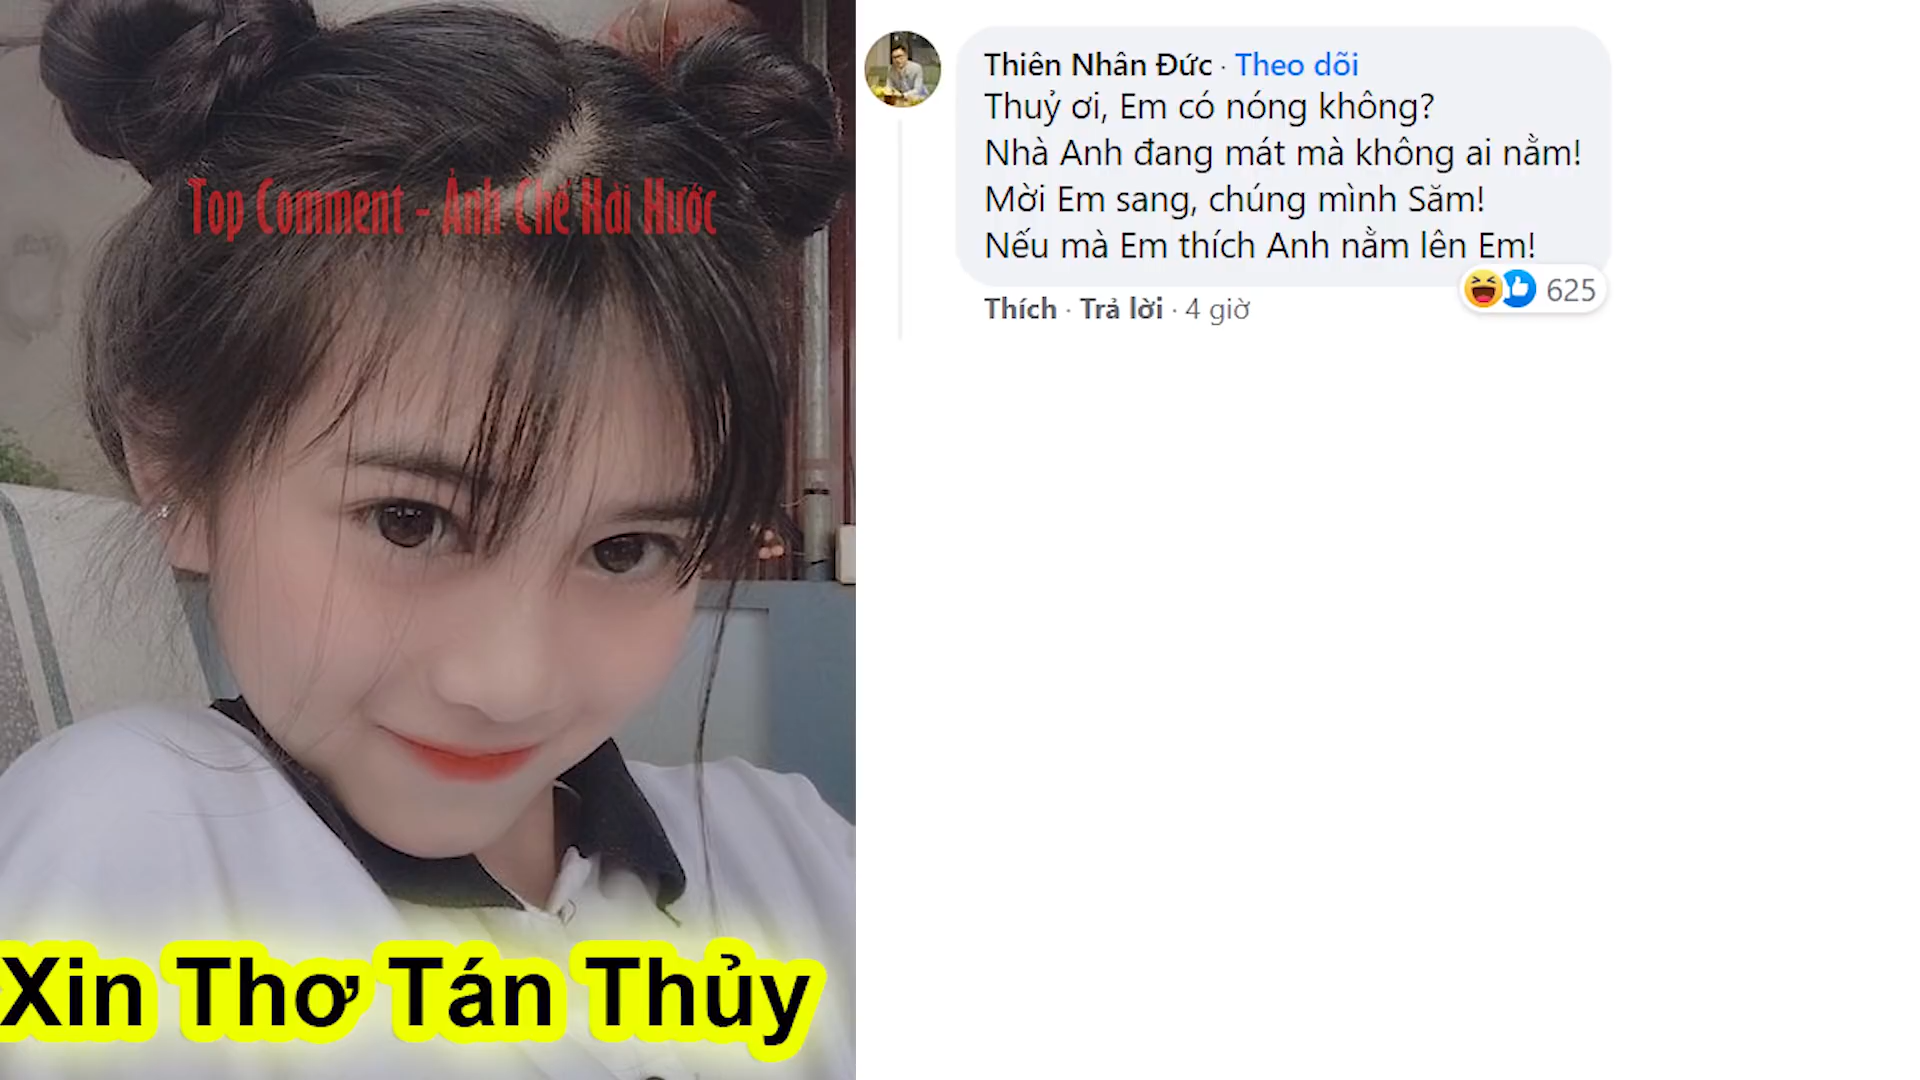 Top Comment - Ảnh Chế Hài Hước
Xin Thơ Tán Thủy
Thiên Nhân Đức · Theo dõi
Thuỷ ơi, Em có nóng không?
Nhà Anh đang mát mà không ai nằm!
Mời Em sang, chúng mình Săm!
Nếu mà Em thích Anh nằm lên Em!
625
Thích · Trả lời · 4 giờ